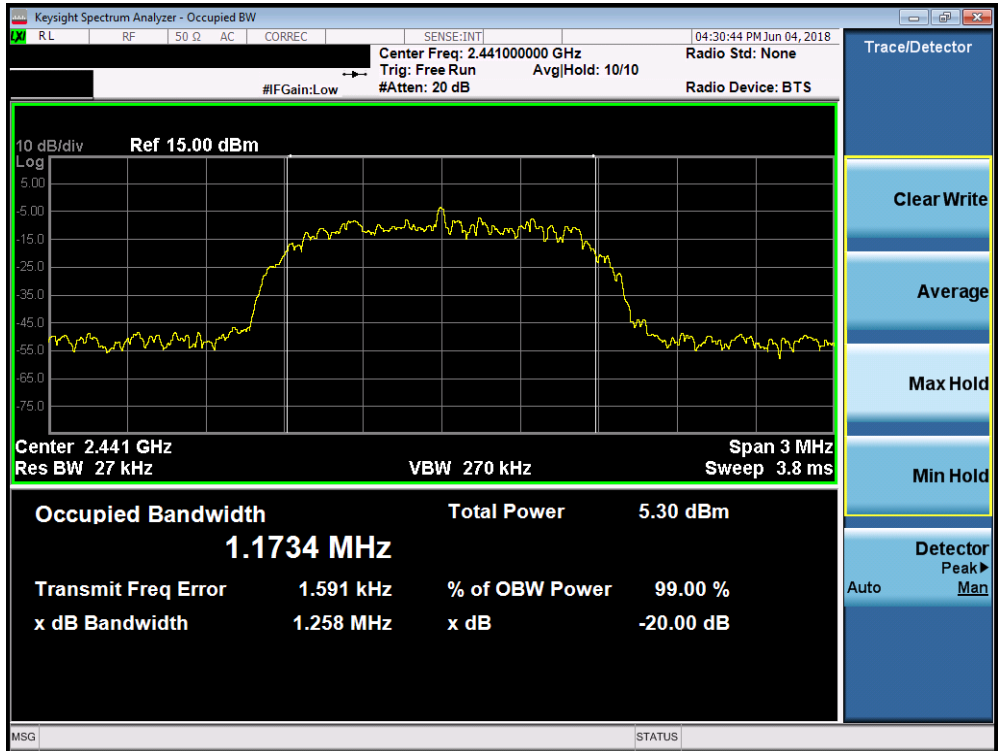 Keysight Spectrum Analyzer - Occupied BW
LXI RL RF 50 Ω AC CORREC SENSE:INT 04:30:44 PM Jun 04, 2018
Center Freq: 2.441000000 GHz Radio Std: None
Trig: Free Run Avg|Hold: 10/10
#IFGain:Low #Atten: 20 dB Radio Device: BTS
Trace/Detector
10 dB/div Ref 15.00 dBm
Log
5.00
-5.00
-15.0
-25.0
-35.0
-45.0
-55.0
-65.0
-75.0
Center 2.441 GHz Span 3 MHz
Res BW 27 kHz VBW 270 kHz Sweep 3.8 ms
Occupied Bandwidth Total Power 5.30 dBm
1.1734 MHz
Transmit Freq Error 1.591 kHz % of OBW Power 99.00 %
x dB Bandwidth 1.258 MHz x dB -20.00 dB
Clear Write
Average
Max Hold
Min Hold
Detector
Peak▶
Auto Man
MSG STATUS